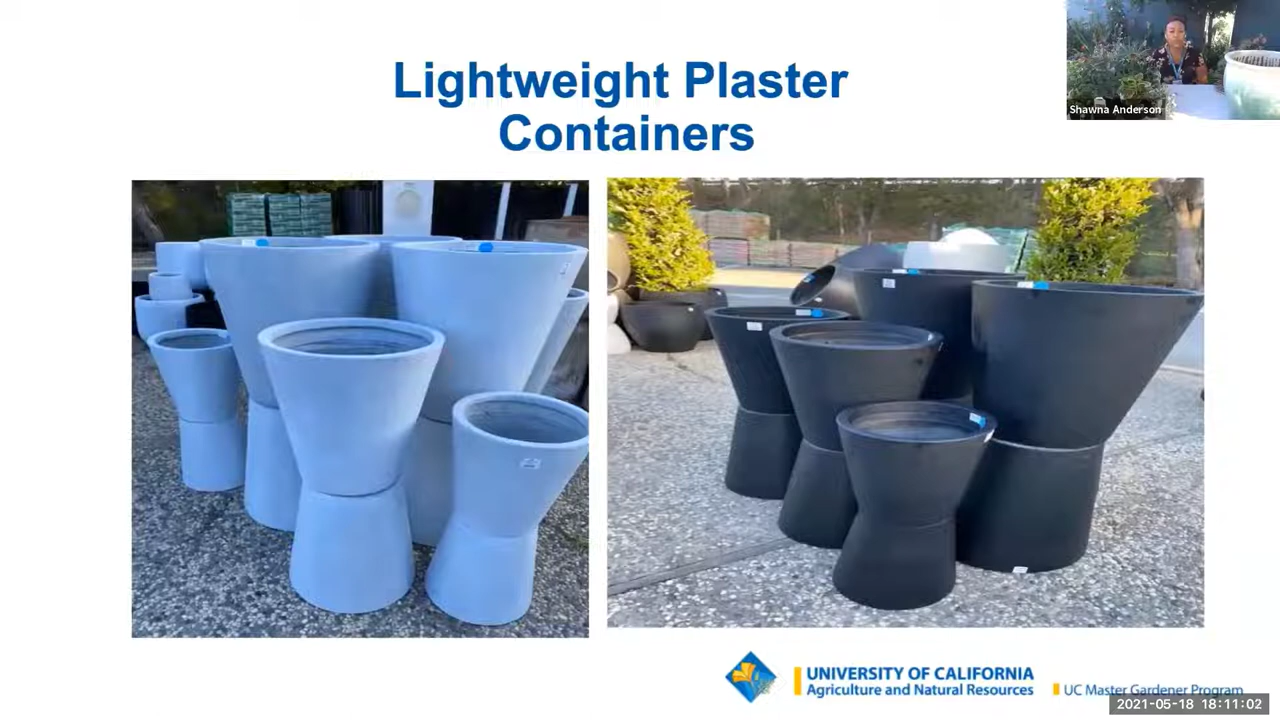 Lightweight Plaster
Containers
Shawna Anderson
UNIVERSITY OF CALIFORNIA
Agriculture and Natural Resources
UC Master Gardener Program
2021-05-18 18:11:02